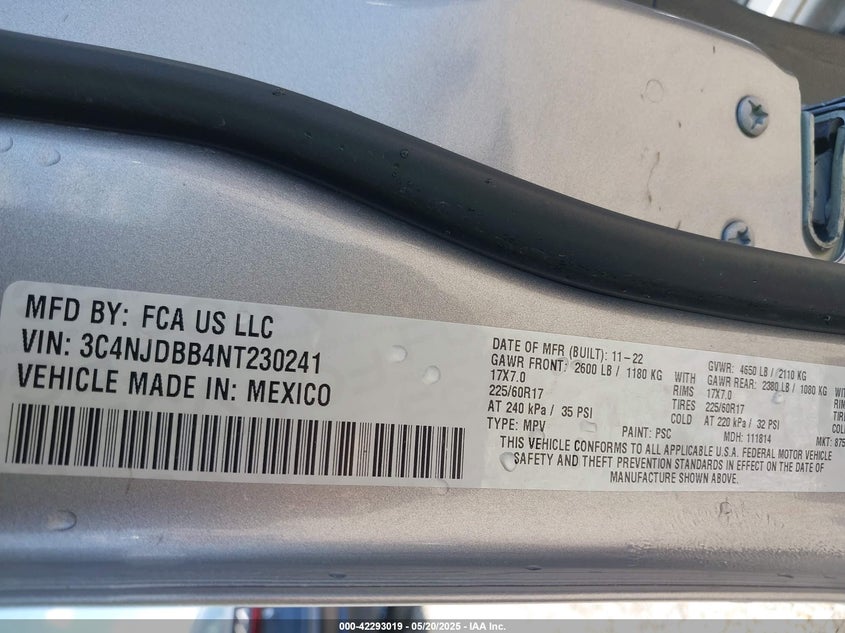 MFD BY: FCA US LLC
VIN: 3C4NJDBB4NT230241
VEHICLE MADE IN: MEXICO
DATE OF MFR (BUILT): 11-22 GVWR: 4650 LB // 2110 KG
GAWR FRONT: 2600 LB / 1180 KG WITH GAWR REAR: 2380 LB / 1080 KG WITH
17X7.0 RIMS 17X7.0
225/60R17 TIRES 225/60R17
AT 240 kPa / 35 PSI COLD AT 220 kPa / 32 PSI
TYPE: MPV PAINT: PSC MDH: 111814 MKT:
THIS VEHICLE CONFORMS TO ALL APPLICABLE U.S.A. FEDERAL MOTOR VEHICLE
SAFETY AND THEFT PREVENTION STANDARDS IN EFFECT ON THE DATE OF
MANUFACTURE SHOWN ABOVE.
000-42293019 - 05/20/2025 - IAA Inc.